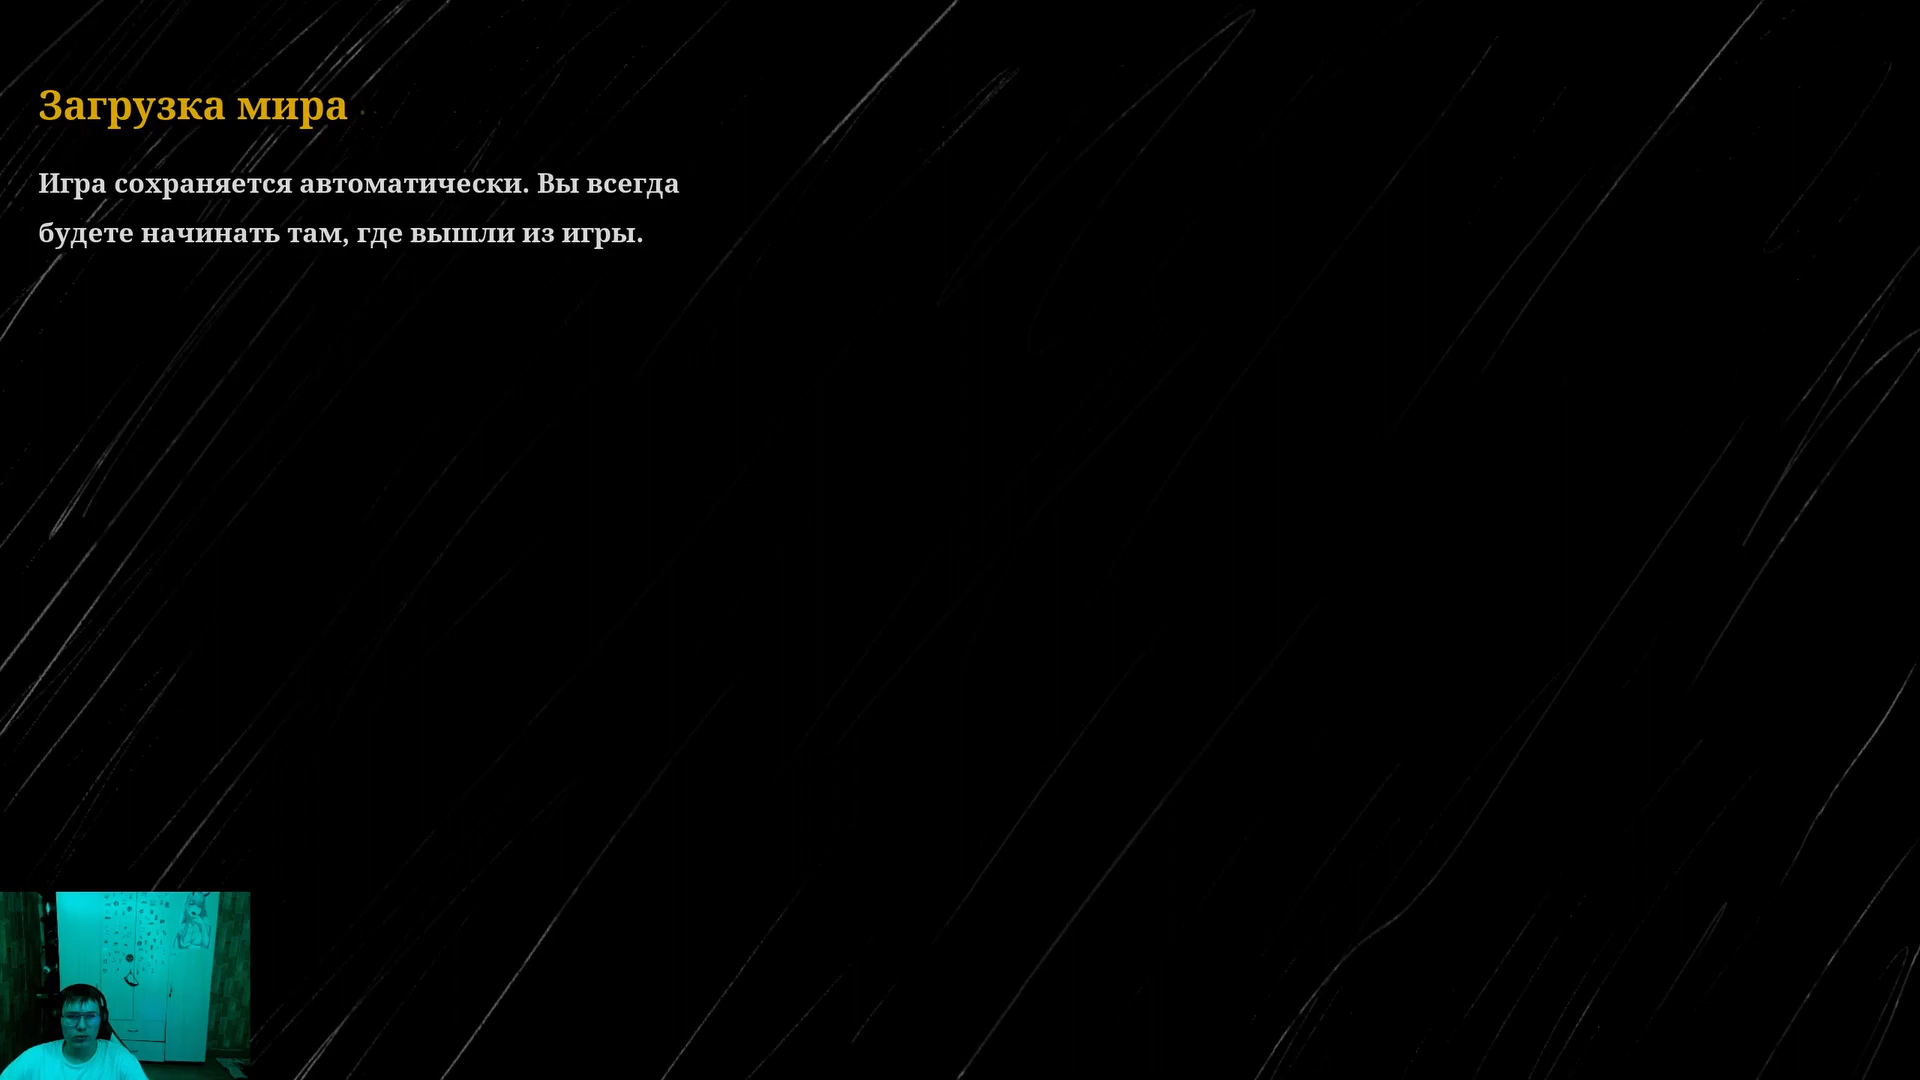 Загрузка мира
Игра сохраняется автоматически. Вы всегда
будете начинать там, где вышли из игры.